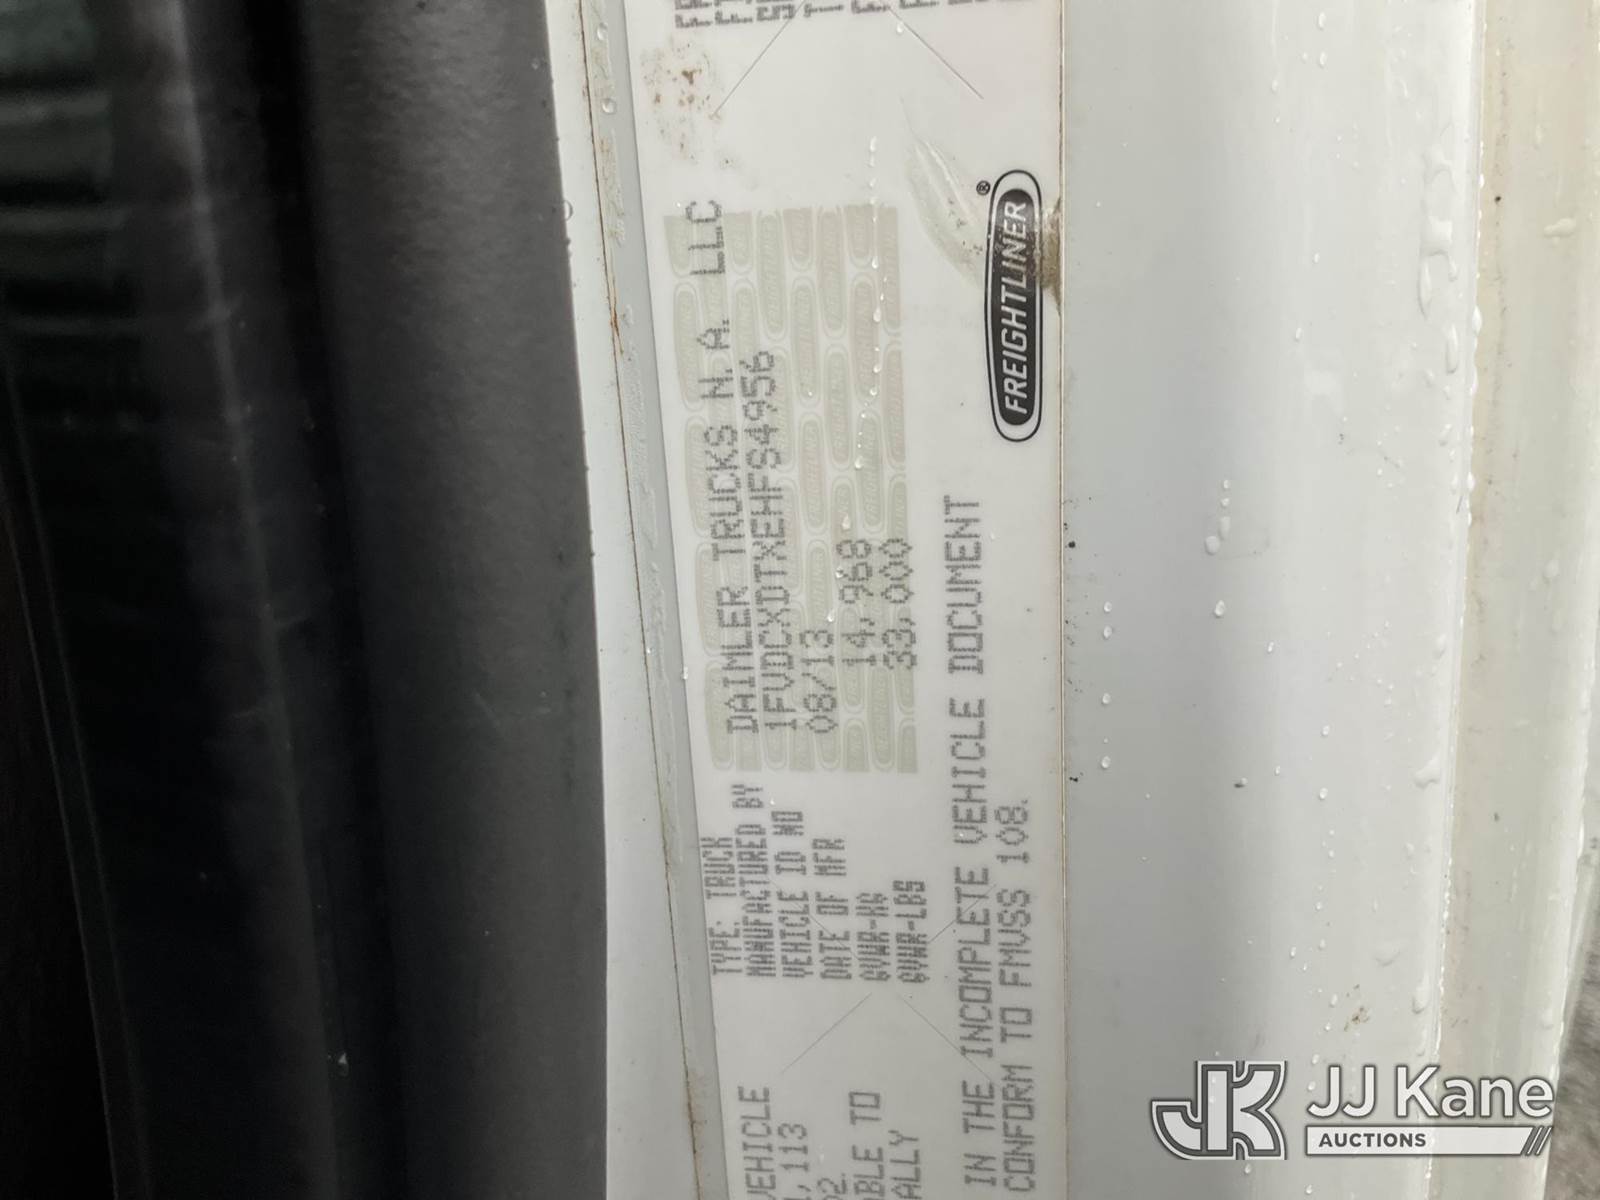 TYPE: TRUCK
MANUFACTURED BY DAIMLER TRUCKS N.A. LLC
VEHICLE ID NO 1FVDCXDTXEHFS4956
DATE OF MFR 08/13
GVWR-KG 14,968
GVWR-LBS 33,000
FREIGHTLINER®
VEHICLE
,113
BLE TO
ALLY
IN THE INCOMPLETE VEHICLE DOCUMENT
CONFORM TO FMVSS 108.
JK JJ Kane
AUCTIONS